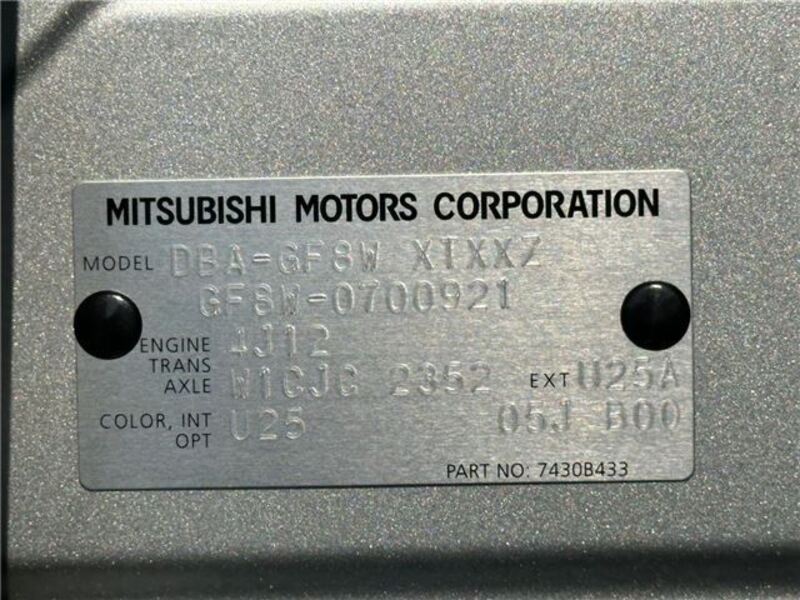 MITSUBISHI MOTORS CORPORATION
MODEL DBA-GF8W XTXXZ
GF8W-0700921
ENGINE 4J12
TRANS
AXLE W1CJC 2352 EXT U25A
COLOR, INT U25 05J B00
OPT
PART NO: 7430B433